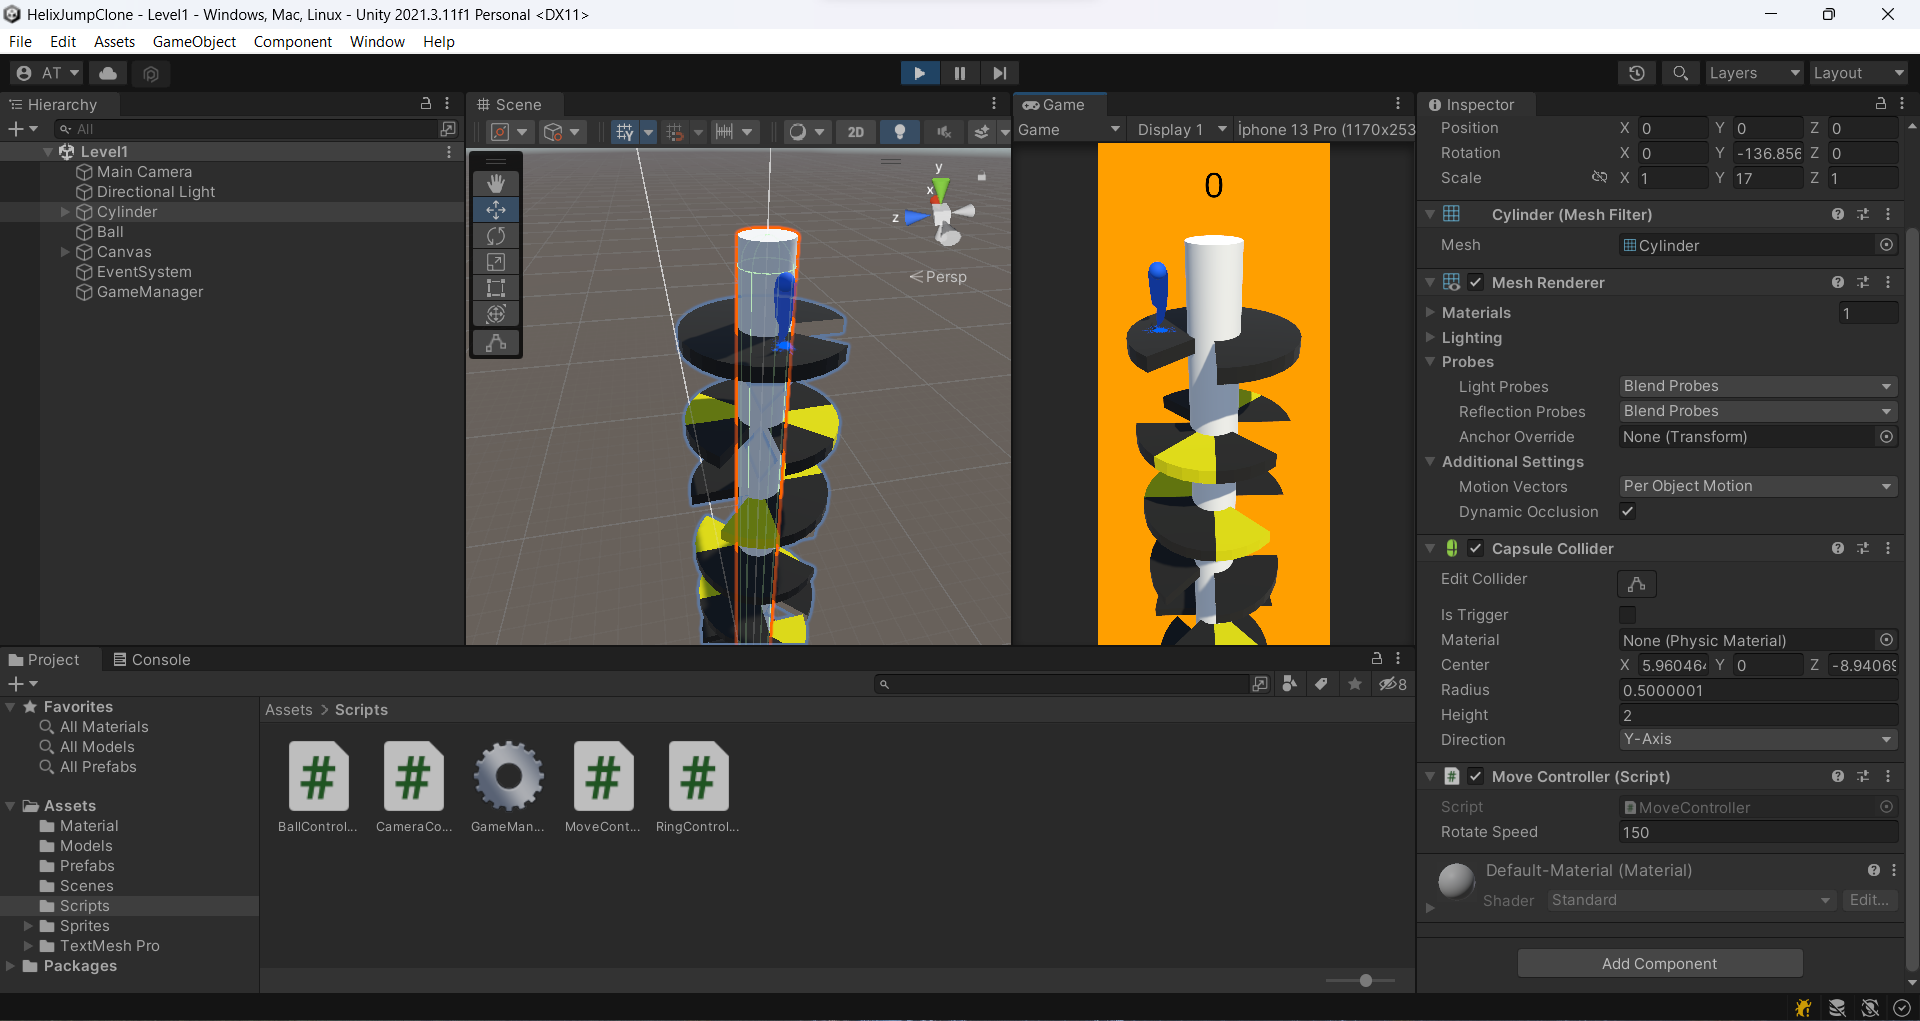 HelixJumpClone - Level1 - Windows, Mac, Linux - Unity 2021.3.11f1 Personal <DX11>
File Edit Assets GameObject Component Window Help
AT Layers Layout
Hierarchy
All
Level1
Main Camera
Directional Light
Cylinder
Ball
Canvas
EventSystem
GameManager
Scene
2D
y
x
z
Persp
Game
Game Display 1 İphone 13 Pro (1170x253
0
Inspector
Position X 0 Y 0 Z 0
Rotation X 0 Y -136.856 Z 0
Scale X 1 Y 17 Z 1
Cylinder (Mesh Filter)
Mesh Cylinder
Mesh Renderer
Materials 1
Lighting
Probes
Light Probes Blend Probes
Reflection Probes Blend Probes
Anchor Override None (Transform)
Additional Settings
Motion Vectors Per Object Motion
Dynamic Occlusion
Capsule Collider
Edit Collider
Is Trigger
Material None (Physic Material)
Center X 5.96046 Y 0 Z -8.9406
Radius 0.5000001
Height 2
Direction Y-Axis
# Move Controller (Script)
Script # MoveController
Rotate Speed 150
Default-Material (Material)
Shader Standard Edit...
Add Component
Project Console
8
Favorites
All Materials
All Models
All Prefabs
Assets
Material
Models
Prefabs
Scenes
Scripts
Sprites
TextMesh Pro
Packages
Assets > Scripts
# # # #
BallControl... CameraCo... GameMan... MoveCont... RingControl...